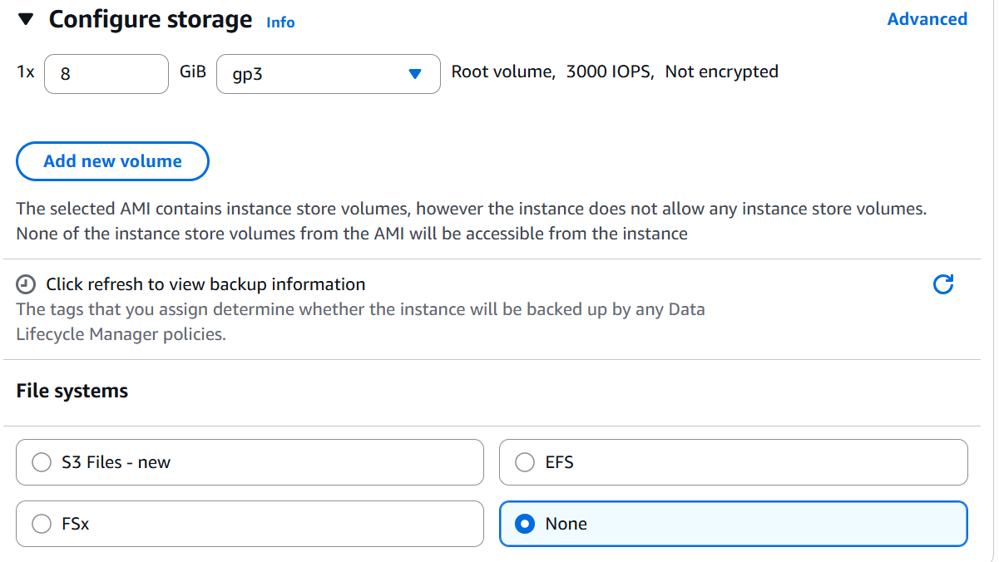 Configure storage Info Advanced
1x 8 GiB gp3 Root volume, 3000 IOPS, Not encrypted
Add new volume
The selected AMI contains instance store volumes, however the instance does not allow any instance store volumes.
None of the instance store volumes from the AMI will be accessible from the instance
Click refresh to view backup information
The tags that you assign determine whether the instance will be backed up by any Data
Lifecycle Manager policies.
File systems
S3 Files - new EFS
FSx None